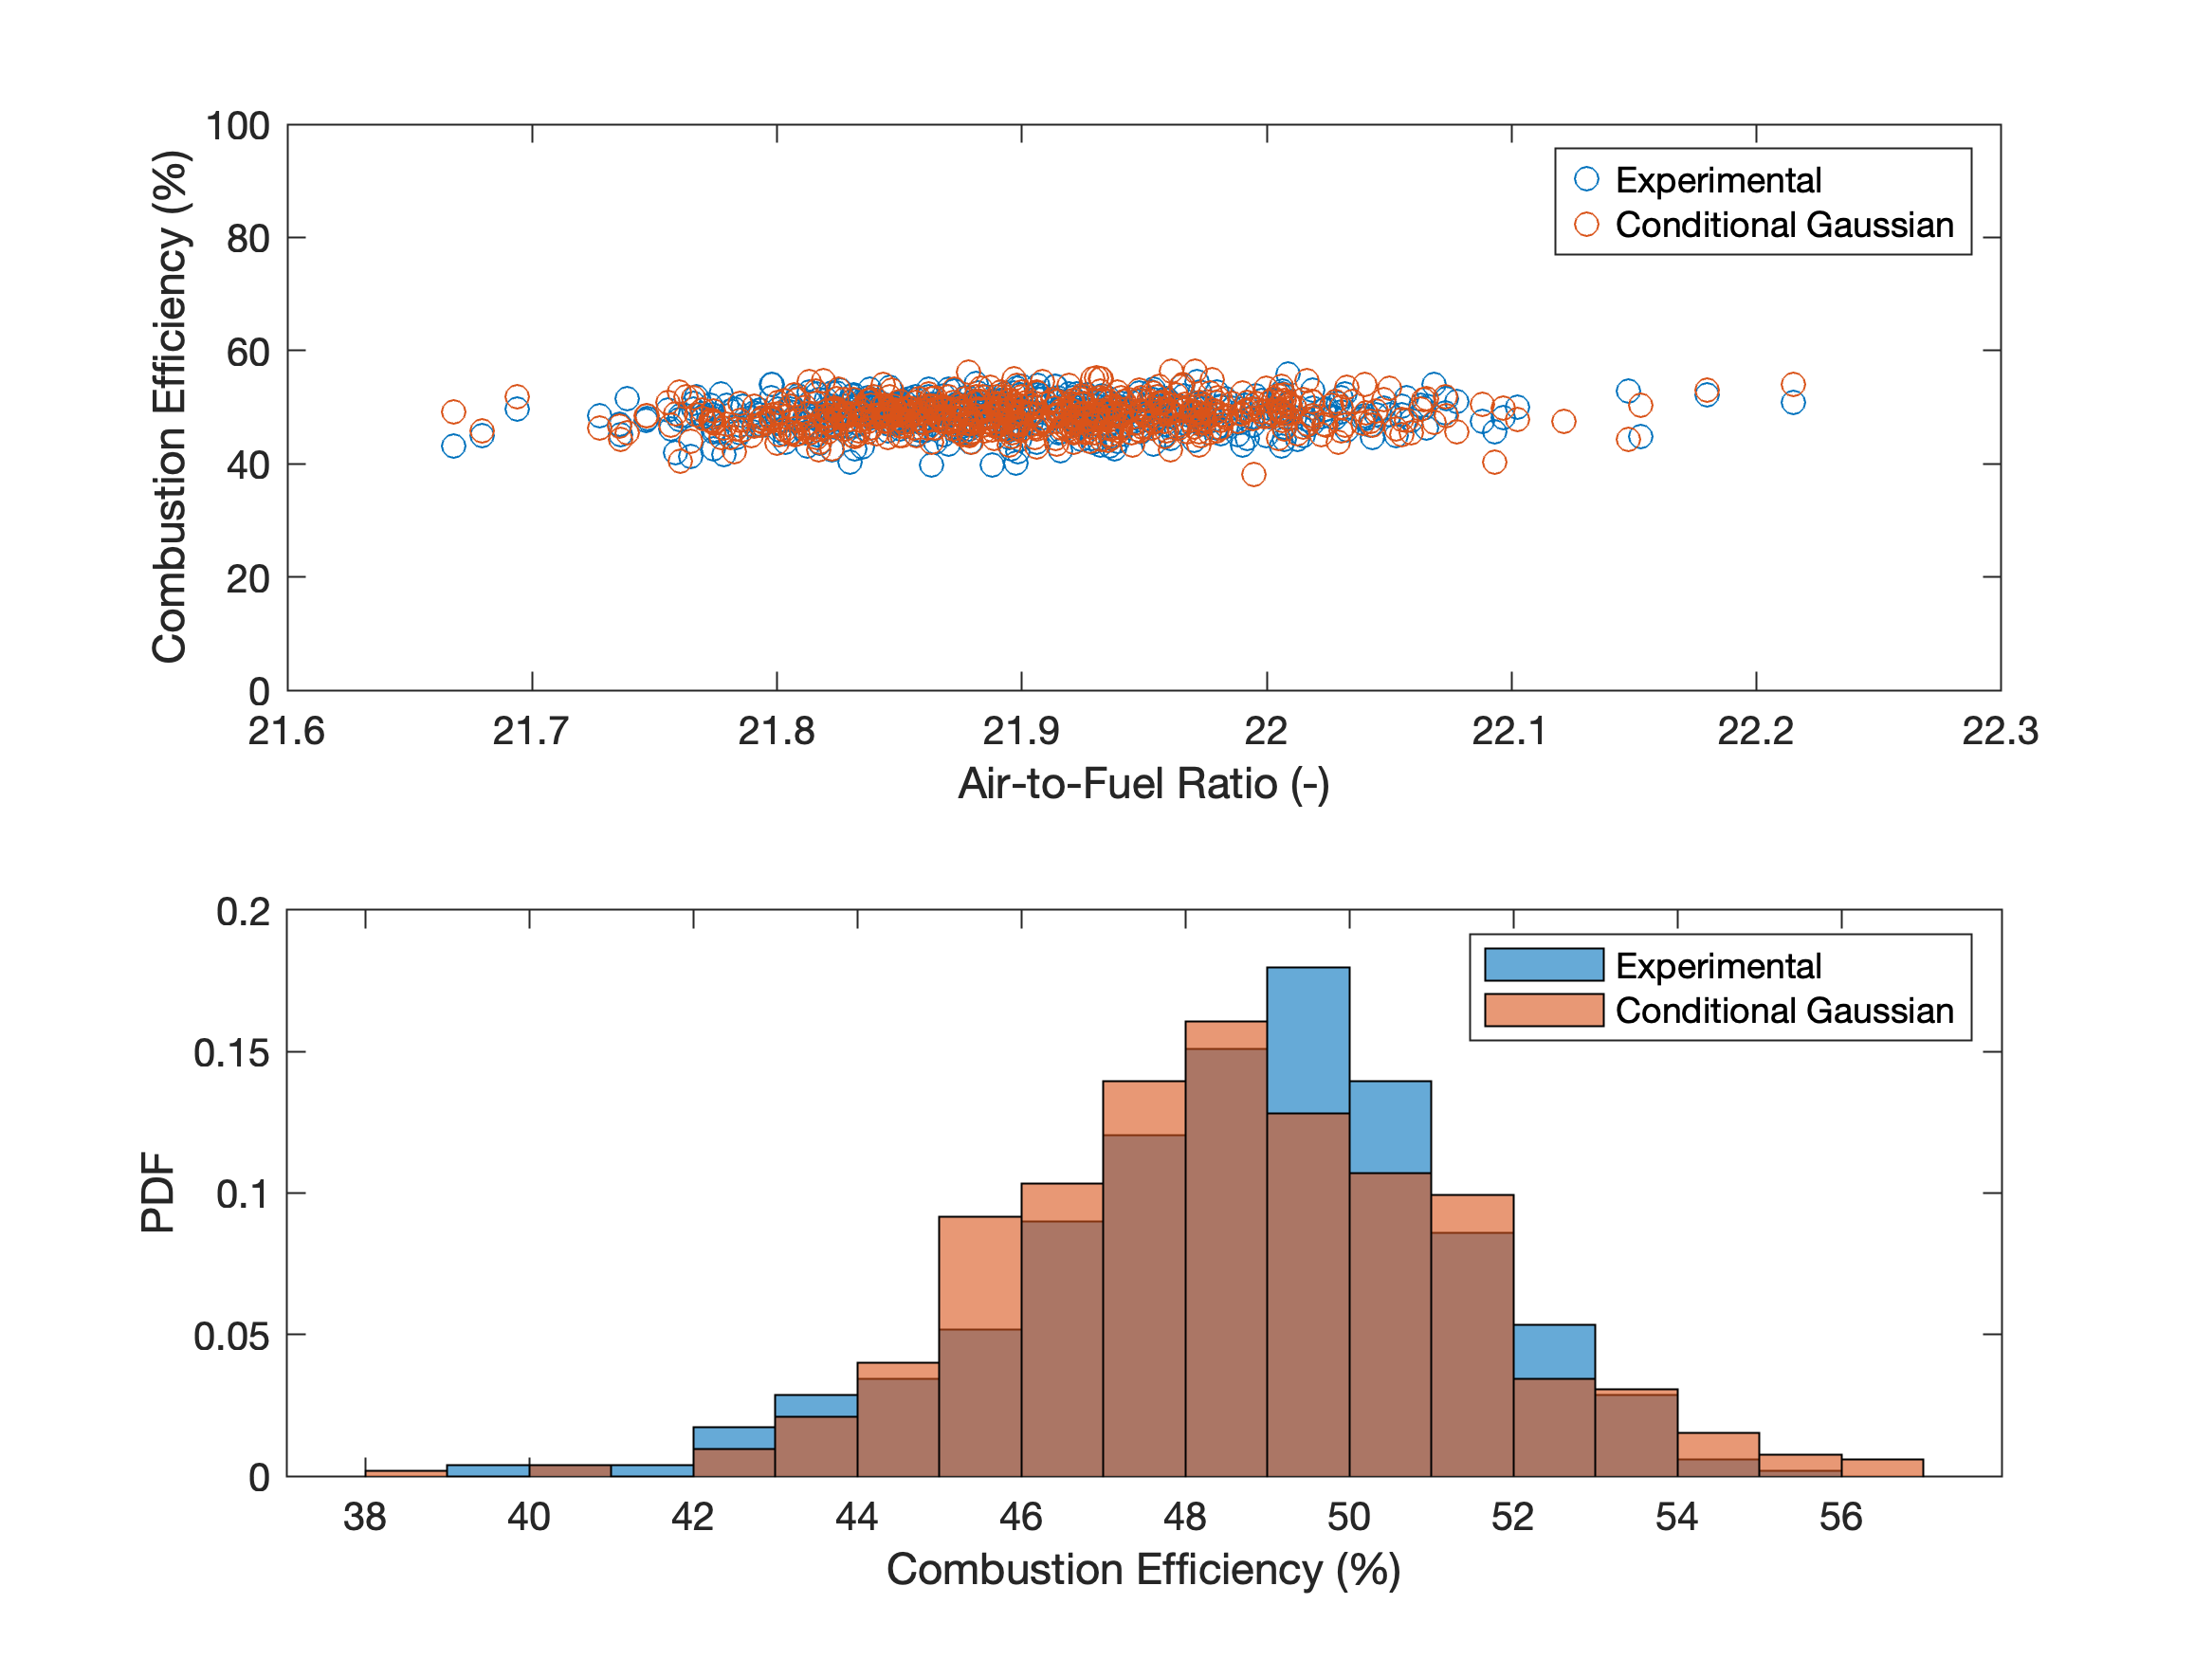 100
80
60
40
20
0
Combustion Efficiency (%)
Experimental
Conditional Gaussian
21.6 21.7 21.8 21.9 22 22.1 22.2 22.3
Air-to-Fuel Ratio (-)
0.2
0.15
0.1
0.05
0
PDF
Experimental
Conditional Gaussian
38 40 42 44 46 48 50 52 54 56
Combustion Efficiency (%)